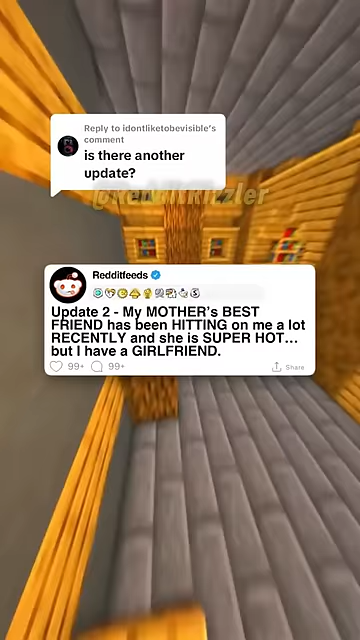 Reply to idontliketobevisible's
comment
is there another
update?
Redditfeeds
Update 2 - My MOTHER's BEST
FRIEND has been HITTING on me a lot
RECENTLY and she is SUPER HOT...
but I have a GIRLFRIEND.
99+ 99+ Share